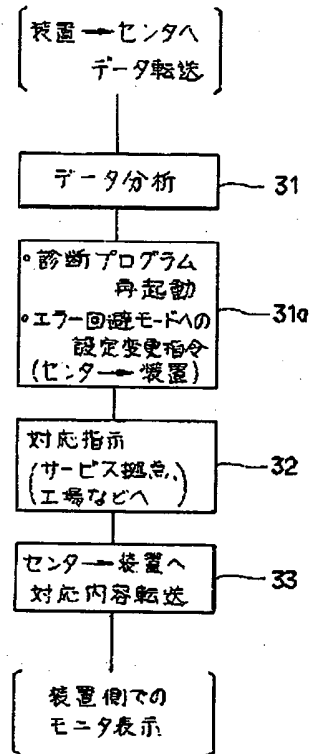 装置→センタへ
データ転送
データ分析
31
・診断プログラム
再起動
・エラー回避モードへの
設定変更指令
(センタ→装置)
31a
対応指示
(サービス拠点、
工場などへ)
32
センター→装置へ
対応内容転送
33
装置側での
モニタ表示